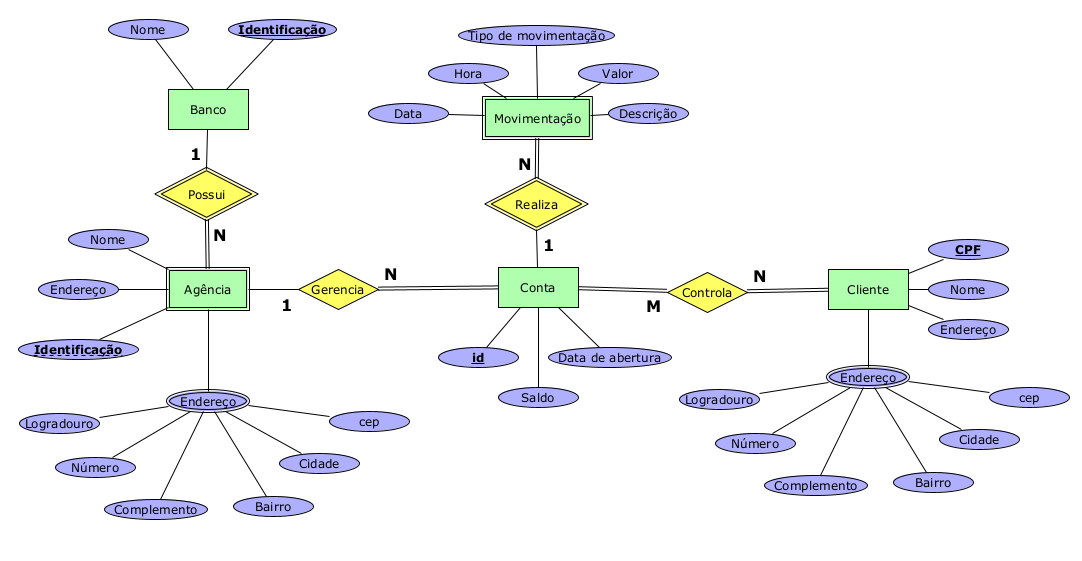 Tipo de movimentação
Nome
Identificação
Hora
Valor
Banco
Data
Movimentação
Descrição
1
N
Possui
Realiza
N
1
Nome
CPF
Endereço
Agência
N
Gerencia
1
Conta
M
Controla
N
Cliente
Nome
Endereço
Identificação
id
Data de abertura
Saldo
Endereço
Logradouro
cep
Número
Cidade
Complemento
Bairro
Endereço
Logradouro
cep
Número
Cidade
Complemento
Bairro